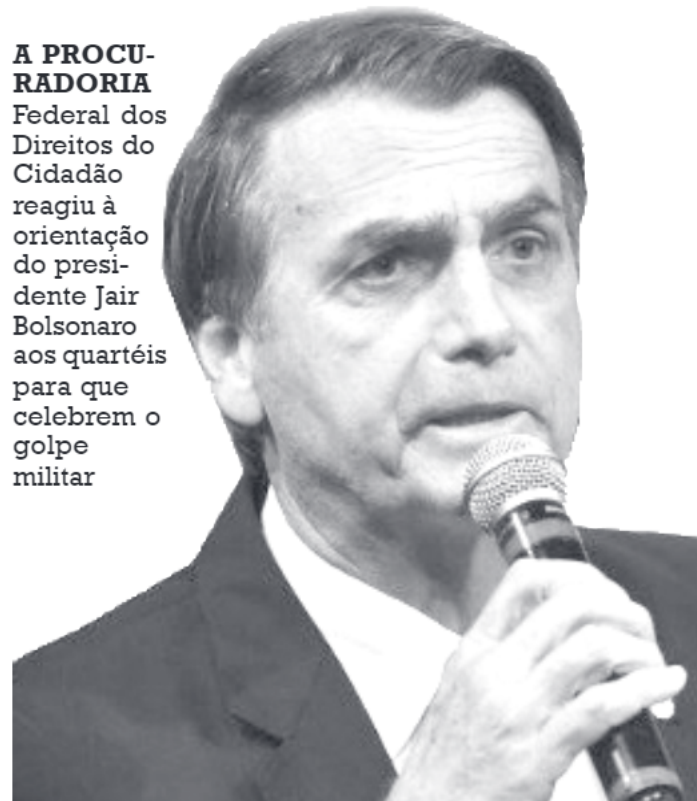 A PROCU-
RADORIA
Federal dos
Direitos do
Cidadão
reagiu à
orientação
do presi-
dente Jair
Bolsonaro
aos quartéis
para que
celebrem o
golpe
militar